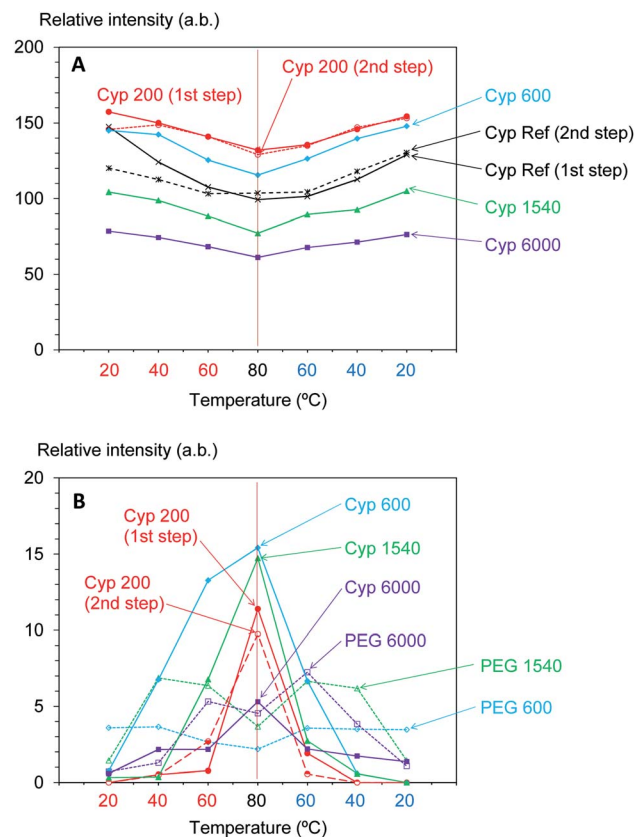 Relative intensity (a.b.)
200
A
Cyp 200 (2nd step)
Cyp 200 (1st step)
Cyp 600
150
Cyp Ref (2nd step)
Cyp Ref (1st step)
100
Cyp 1540
Cyp 6000
50
0
20 40 60 80 60 40 20
Temperature (ºC)
Relative intensity (a.b.)
20
B
Cyp 600
Cyp 200
(1st step)
15
Cyp 1540
Cyp 200
(2nd step)
Cyp 6000
10
PEG 6000
PEG 1540
5
PEG 600
0
20 40 60 80 60 40 20
Temperature (ºC)